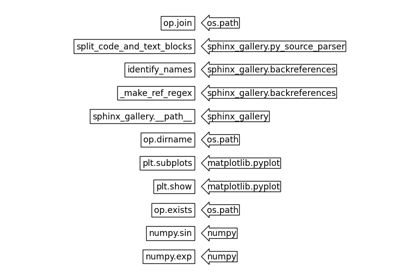 op.join os.path
split_code_and_text_blocks sphinx_gallery.py_source_parser
identify_names sphinx_gallery.backreferences
_make_ref_regex sphinx_gallery.backreferences
sphinx_gallery.__path__ sphinx_gallery
op.dirname os.path
plt.subplots matplotlib.pyplot
plt.show matplotlib.pyplot
op.exists os.path
numpy.sin numpy
numpy.exp numpy